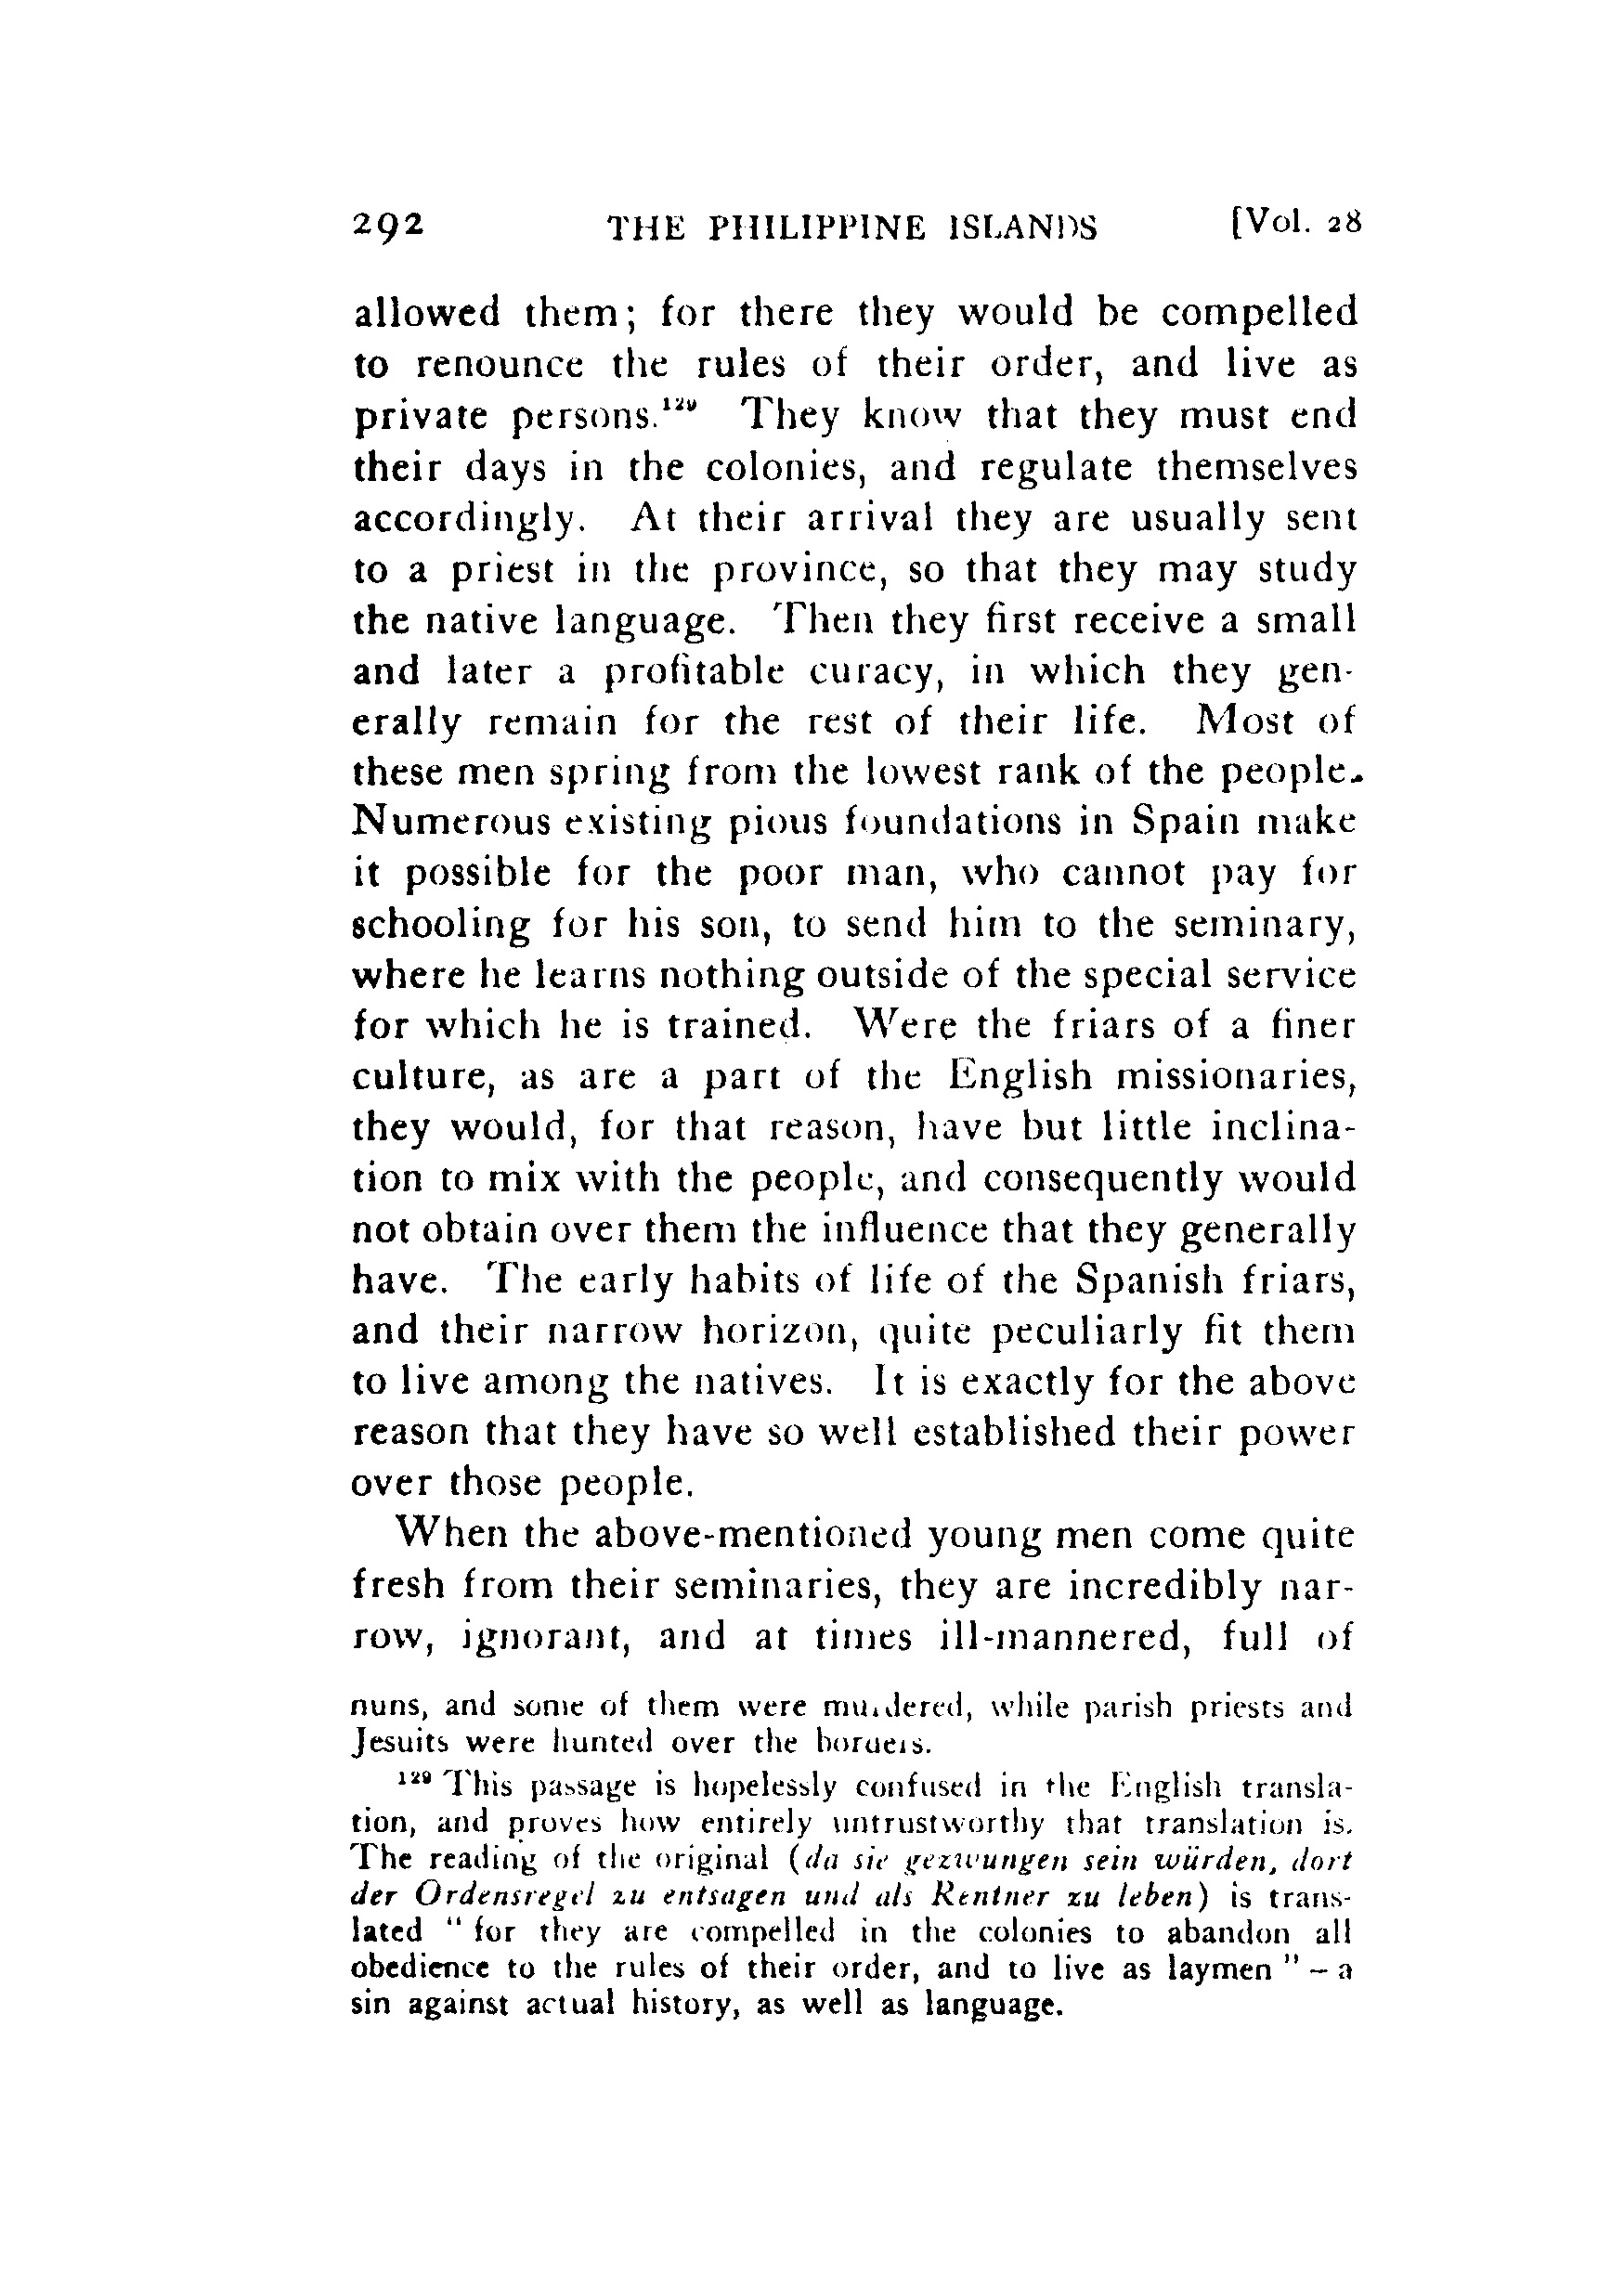 292 THE PHILIPPINE ISLANDS [Vol. 28
allowed them; for there they would be compelled
to renounce the rules of their order, and live as
private persons.¹²⁹ They know that they must end
their days in the colonies, and regulate themselves
accordingly. At their arrival they are usually sent
to a priest in the province, so that they may study
the native language. Then they first receive a small
and later a profitable curacy, in which they gen-
erally remain for the rest of their life. Most of
these men spring from the lowest rank of the people.
Numerous existing pious foundations in Spain make
it possible for the poor man, who cannot pay for
schooling for his son, to send him to the seminary,
where he learns nothing outside of the special service
for which he is trained. Were the friars of a finer
culture, as are a part of the English missionaries,
they would, for that reason, have but little inclina-
tion to mix with the people, and consequently would
not obtain over them the influence that they generally
have. The early habits of life of the Spanish friars,
and their narrow horizon, quite peculiarly fit them
to live among the natives. It is exactly for the above
reason that they have so well established their power
over those people.
When the above-mentioned young men come quite
fresh from their seminaries, they are incredibly nar-
row, ignorant, and at times ill-mannered, full of
nuns, and some of them were murdered, while parish priests and
Jesuits were hunted over the borders.
¹²⁹ This passage is hopelessly confused in the English transla-
tion, and proves how entirely untrustworthy that translation is.
The reading of the original (da sie gezwungen sein würden, dort
der Ordensregel zu entsagen und als Rentner zu leben) is trans-
lated " for they are compelled in the colonies to abandon all
obedience to the rules of their order, and to live as laymen " – a
sin against actual history, as well as language.